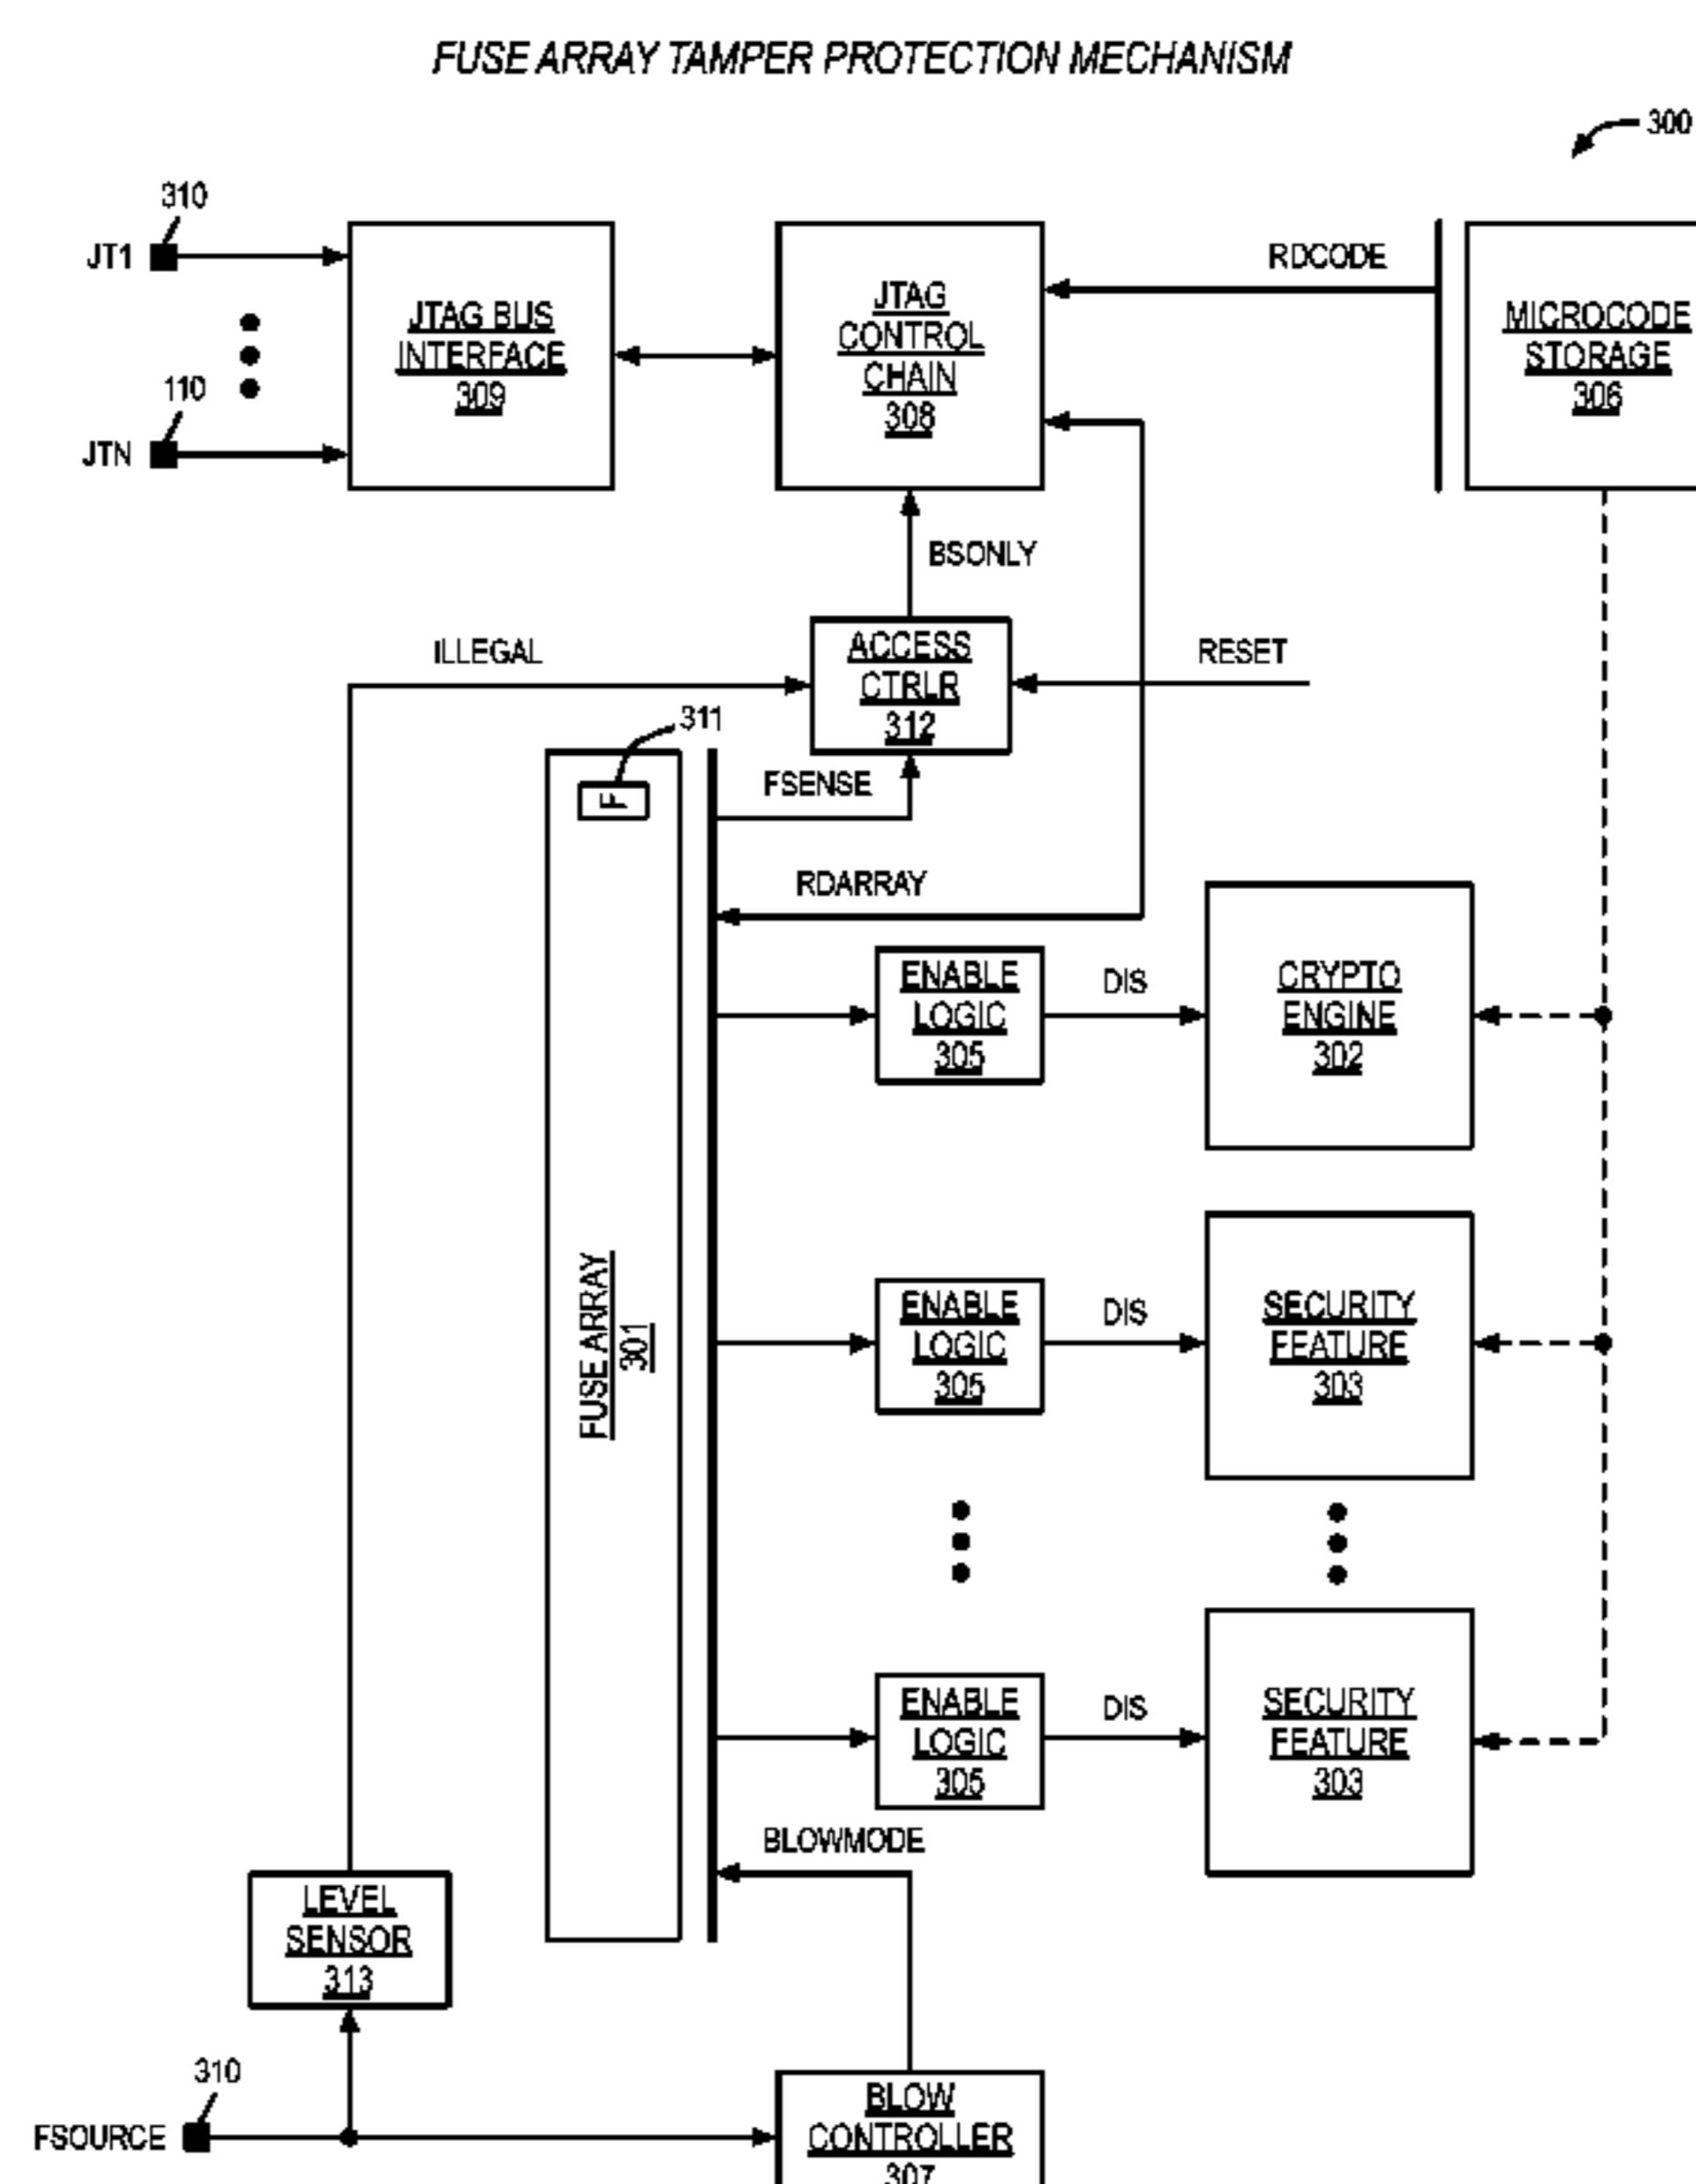 FUSE ARRAY TAMPER PROTECTION MECHANISM
300
310
JT1
110
JTN
JTAG BUS
INTERFACE
309
JTAG
CONTROL
CHAIN
308
RDCODE
MICROCODE
STORAGE
306
BSONLY
ILLEGAL
ACCESS
CTRLR
312
RESET
311
F
FSENSE
RDARRAY
ENABLE
LOGIC
305
DIS
CRYPTO
ENGINE
302
FUSE ARRAY
301
ENABLE
LOGIC
305
DIS
SECURITY
FEATURE
303
ENABLE
LOGIC
305
DIS
SECURITY
FEATURE
303
BLOWMODE
LEVEL
SENSOR
313
310
FSOURCE
BLOW
CONTROLLER
307